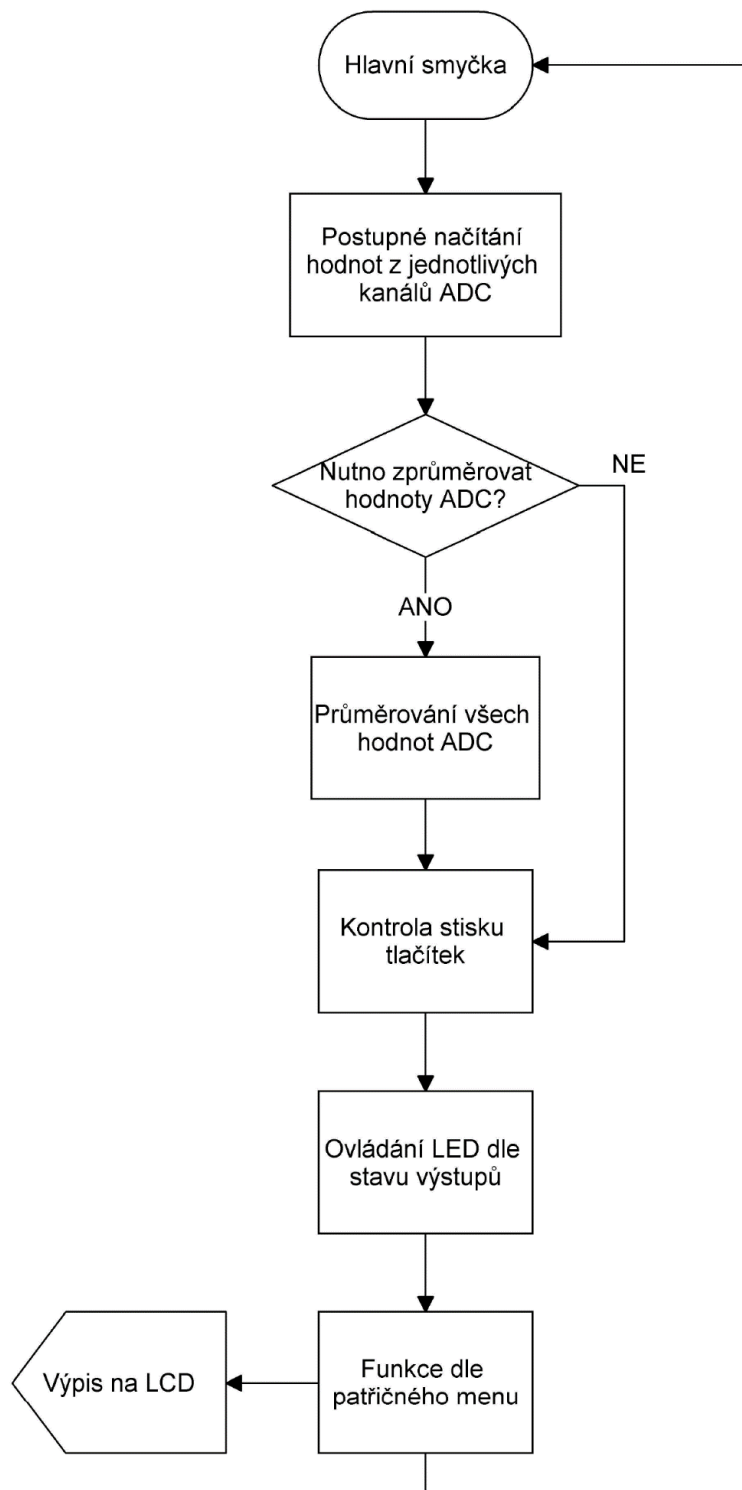 Hlavní smyčka
Postupné načítání
hodnot z jednotlivých
kanálů ADC
Nutno zprůměrovat
hodnoty ADC?
NE
ANO
Průměrování všech
hodnot ADC
Kontrola stisku
tlačítek
Ovládání LED dle
stavu výstupů
Funkce dle
patřičného menu
Výpis na LCD